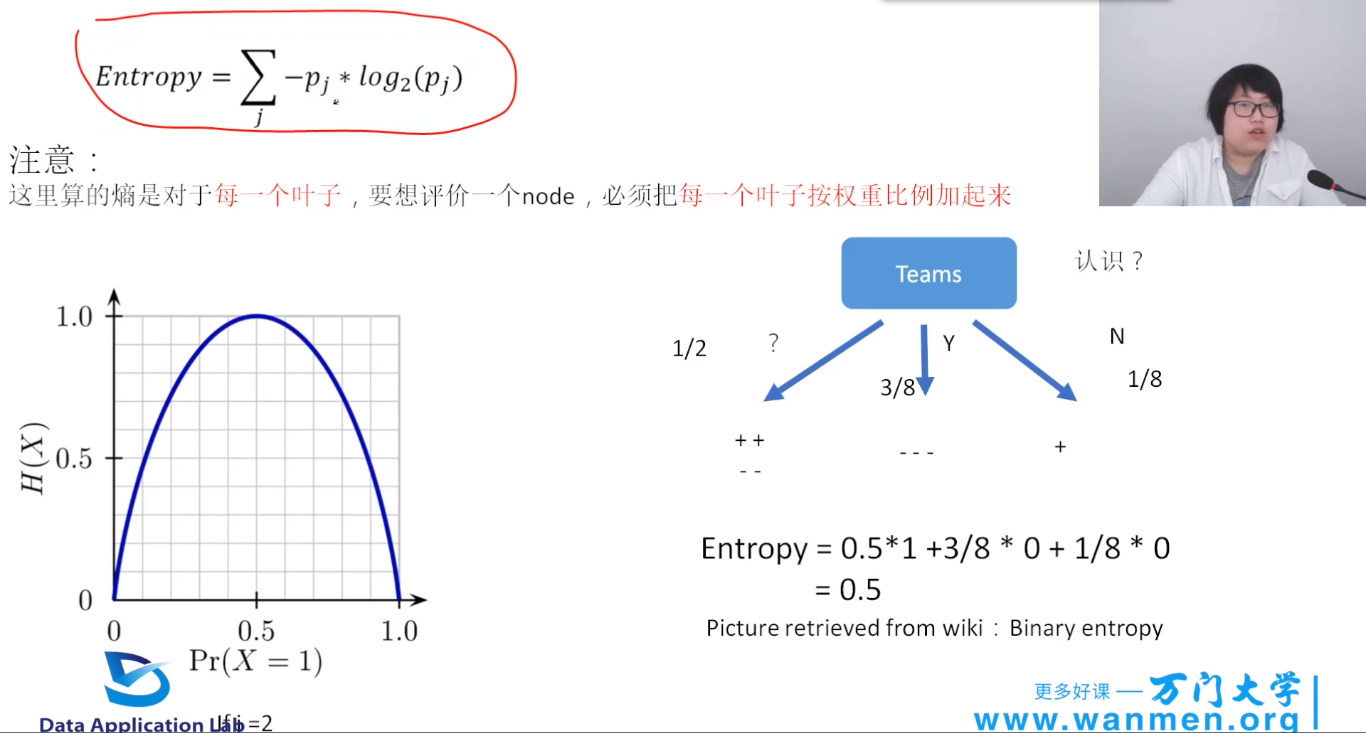 Entropy = ∑ −pj ∗ log2(pj)
j
注意：
这里算的熵是对于每一个叶子，要想评价一个node，必须把每一个叶子按权重比例加起来
Teams
认识？
1/2
?
Y
N
3/8
1/8
+ +
- -
- - -
+
1.0
0.5
0
H(X)
0
0.5
1.0
Pr(X = 1)
Entropy = 0.5*1 +3/8 * 0 + 1/8 * 0
= 0.5
Picture retrieved from wiki：Binary entropy
Data Application Lab
If j =2
更多好课 — 万门大学
www.wanmen.org